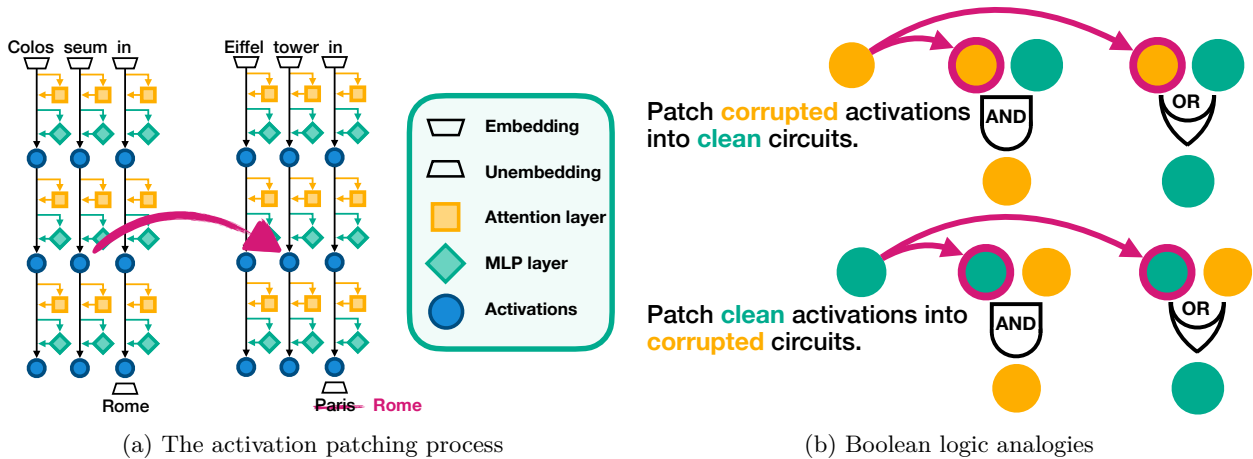 Colos seum in
Eiffel tower in
Embedding
Unembedding
Attention layer
MLP layer
Activations
Rome
Paris Rome
(a) The activation patching process
Patch corrupted activations
into clean circuits.
AND
OR
Patch clean activations into
corrupted circuits.
AND
OR
(b) Boolean logic analogies